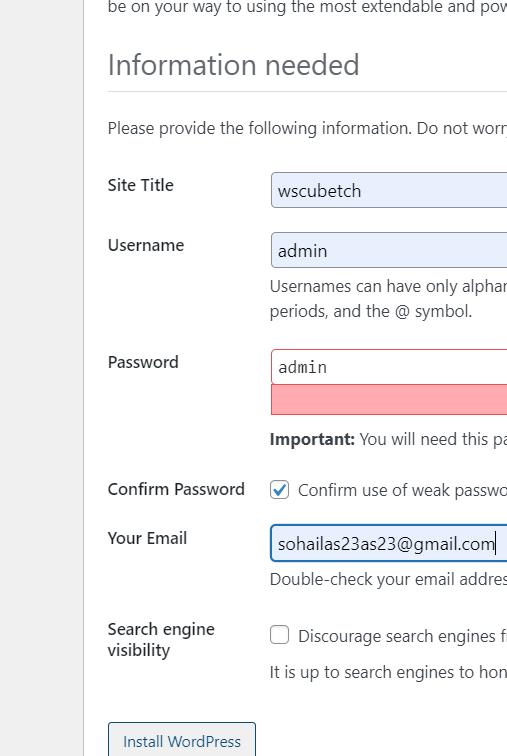 be on your way to using the most extendable and pow
Information needed
Please provide the following information. Do not worr
Site Title
wscubetch
Username
admin
Usernames can have only alphar
periods, and the @ symbol.
Password
admin
Important: You will need this pa
Confirm Password
Confirm use of weak passwo
Your Email
sohailas23as23@gmail.com
Double-check your email addres
Search engine
visibility
Discourage search engines f
It is up to search engines to hon
Install WordPress